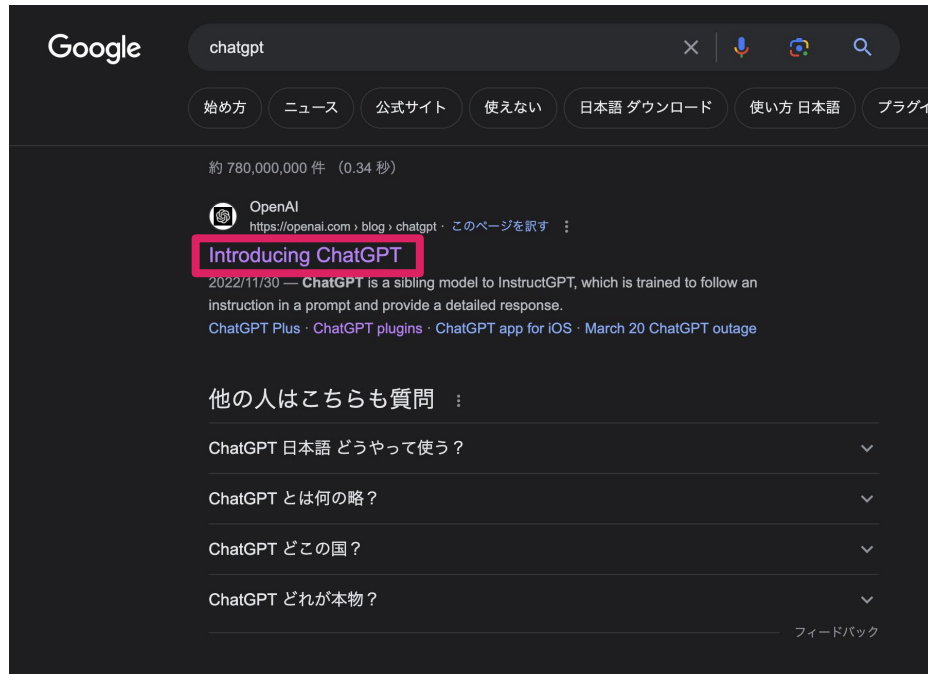 Google
chatgpt
始め方 ニュース 公式サイト 使えない 日本語 ダウンロード 使い方 日本語 プラグイ
約 780,000,000 件 （0.34 秒）
OpenAI
https://openai.com › blog › chatgpt · このページを訳す
Introducing ChatGPT
2022/11/30 — ChatGPT is a sibling model to InstructGPT, which is trained to follow an
instruction in a prompt and provide a detailed response.
ChatGPT Plus · ChatGPT plugins · ChatGPT app for iOS · March 20 ChatGPT outage
他の人はこちらも質問
ChatGPT 日本語 どうやって使う？
ChatGPT とは何の略？
ChatGPT どこの国？
ChatGPT どれが本物？
フィードバック